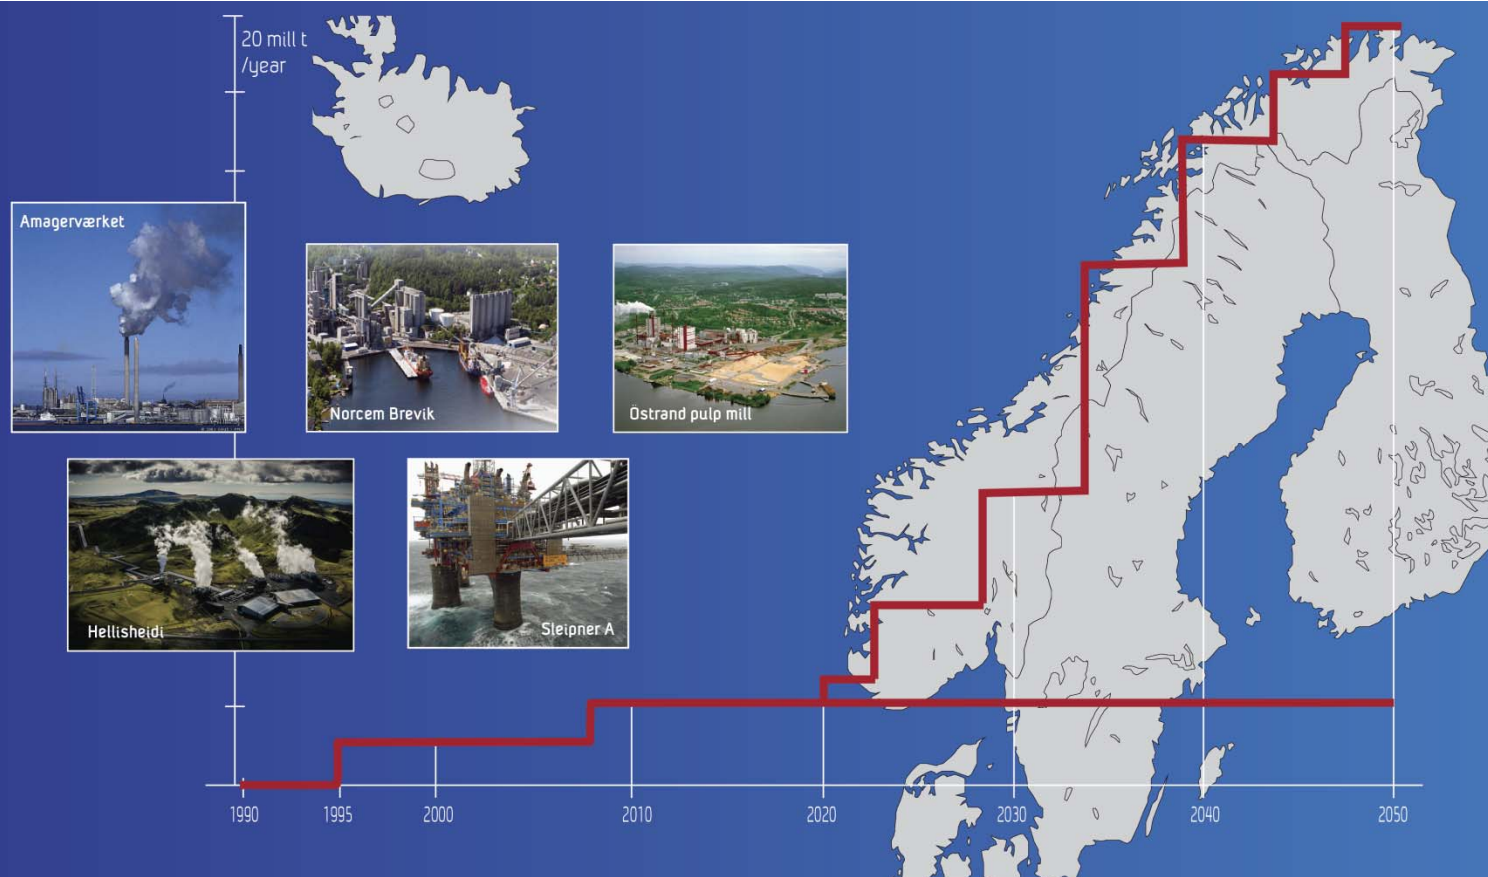 20 mill t
/year
Amagerværket
Norcem Brevik
Östrand pulp mill
Hellisheidi
Sleipner A
1990
1995
2000
2010
2020
2030
2040
2050